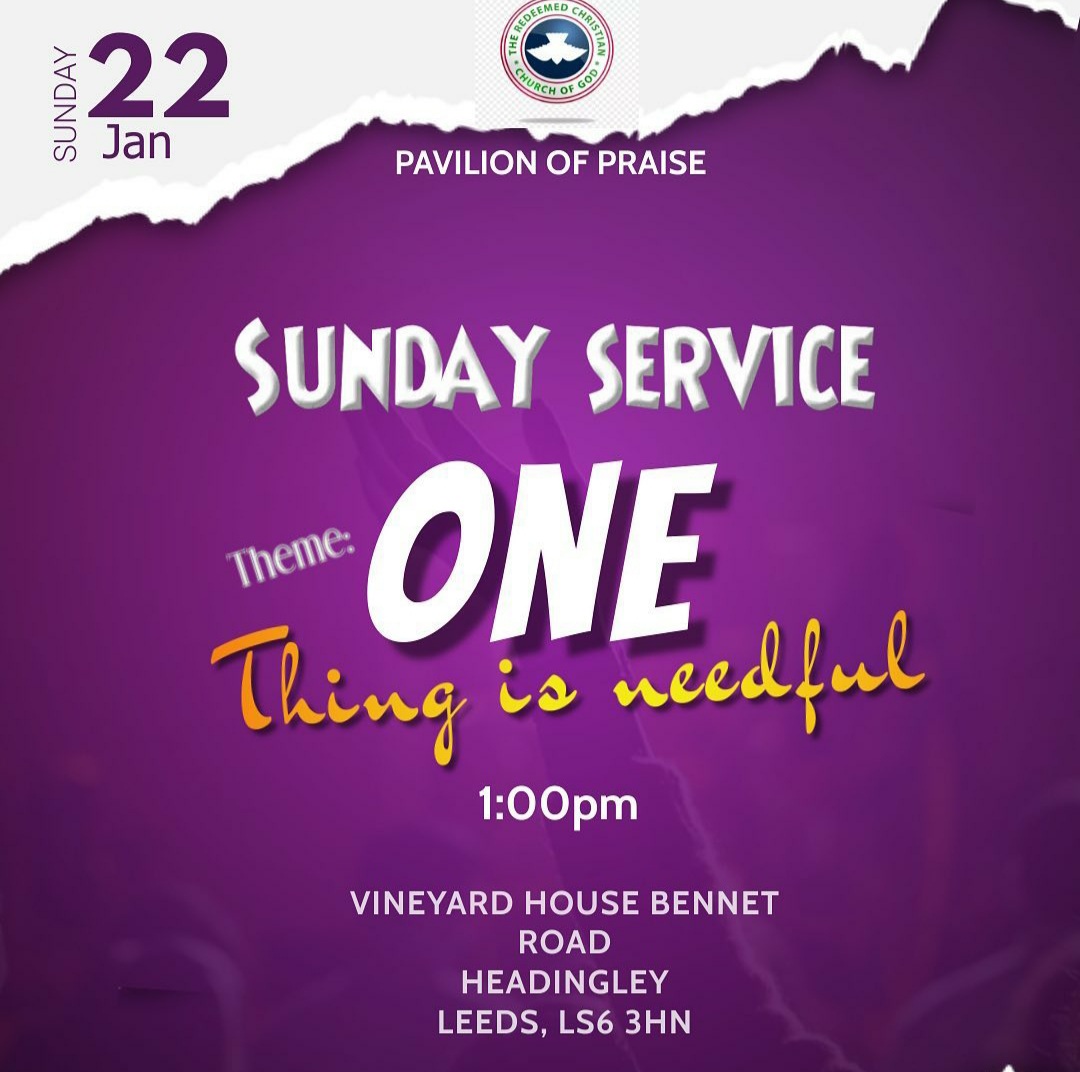 SUNDAY
22
Jan
THE REDEEMED CHRISTIAN
CHURCH OF GOD
PAVILION OF PRAISE
SUNDAY SERVICE
Theme:
ONE
Thing is needful
1:00pm
VINEYARD HOUSE BENNET
ROAD
HEADINGLEY
LEEDS, LS6 3HN